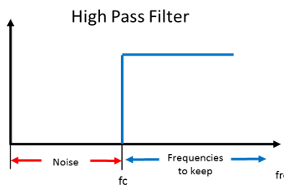 High Pass Filter
Noise
Frequencies
to keep
fc